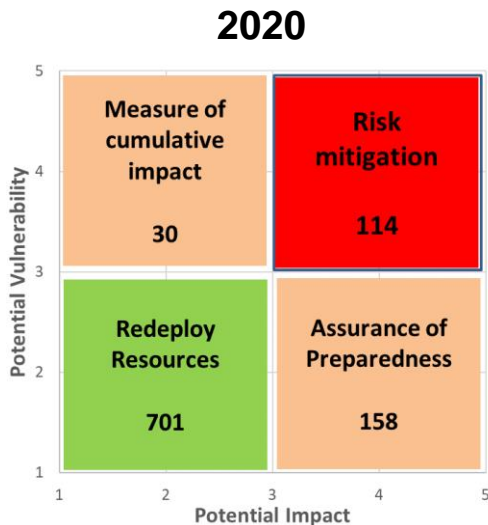 2020
5
4
3
2
1
Potential Vulnerability
Measure of
cumulative
impact
30
Risk
mitigation
114
Redeploy
Resources
701
Assurance of
Preparedness
158
1
2
3
4
5
Potential Impact